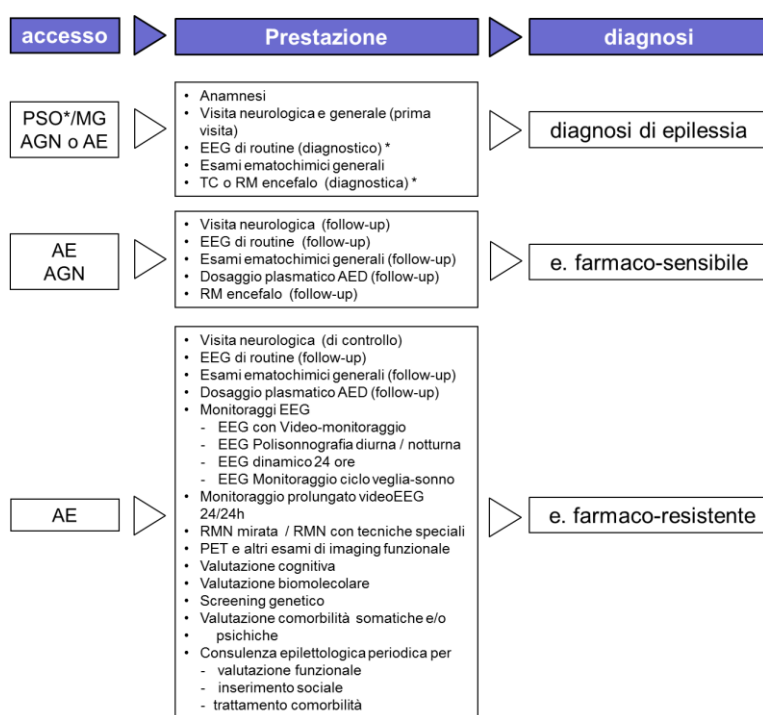 accesso
Prestazione
diagnosi
PSO*/MG
AGN o AE
• Anamnesi
• Visita neurologica e generale (prima
visita)
• EEG di routine (diagnostico) *
• Esami ematochimici generali
• TC o RM encefalo (diagnostica) *
diagnosi di epilessia
AE
AGN
• Visita neurologica (follow-up)
• EEG di routine (follow-up)
• Esami ematochimici generali (follow-up)
• Dosaggio plasmatico AED (follow-up)
• RM encefalo (follow-up)
e. farmaco-sensibile
AE
• Visita neurologica (di controllo)
• EEG di routine (follow-up)
• Esami ematochimici generali (follow-up)
• Dosaggio plasmatico AED (follow-up)
• Monitoraggi EEG
- EEG con Video-monitoraggio
- EEG Polisonnografia diurna / notturna
- EEG dinamico 24 ore
- EEG Monitoraggio ciclo veglia-sonno
• Monitoraggio prolungato videoEEG
24/24h
• RMN mirata / RMN con tecniche speciali
• PET e altri esami di imaging funzionale
• Valutazione cognitiva
• Valutazione biomolecolare
• Screening genetico
• Valutazione comorbilità somatiche e/o
• psichiche
• Consulenza epilettologica periodica per
- valutazione funzionale
- inserimento sociale
- trattamento comorbilità
e. farmaco-resistente